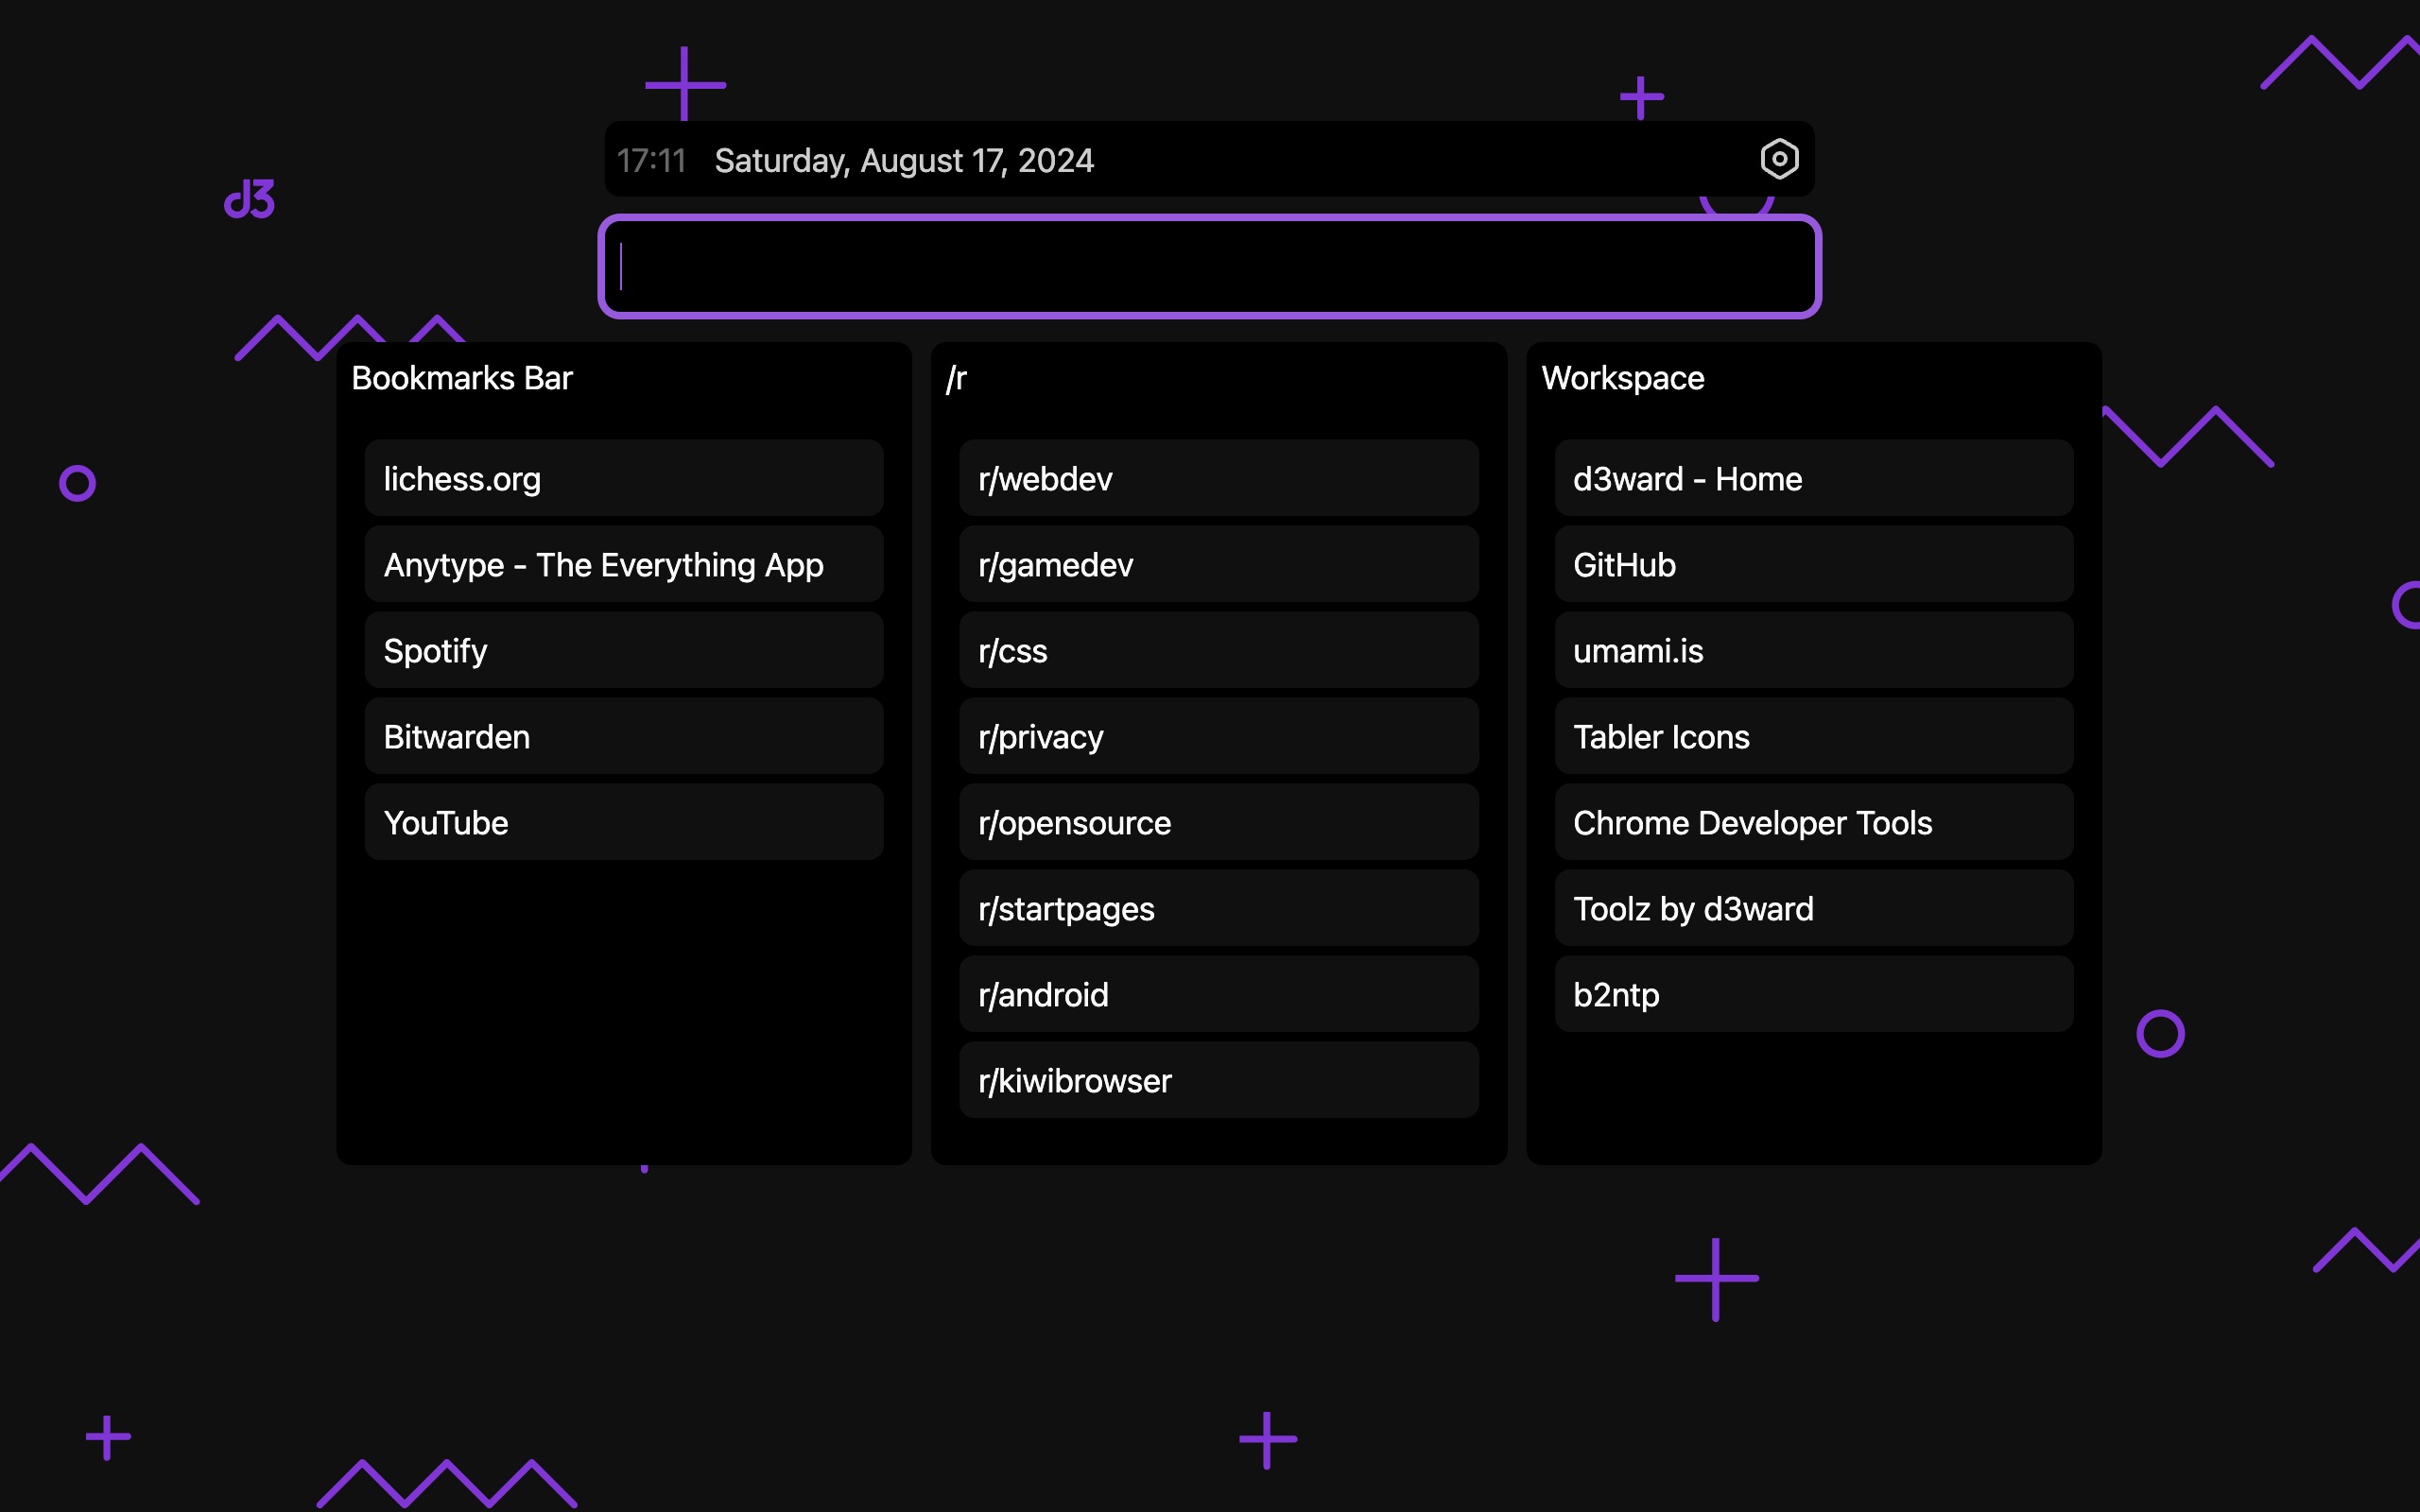 17:11 Saturday, August 17, 2024
d3
Bookmarks Bar
lichess.org
Anytype - The Everything App
Spotify
Bitwarden
YouTube
/r
r/webdev
r/gamedev
r/css
r/privacy
r/opensource
r/startpages
r/android
r/kiwibrowser
Workspace
d3ward - Home
GitHub
umami.is
Tabler Icons
Chrome Developer Tools
Toolz by d3ward
b2ntp